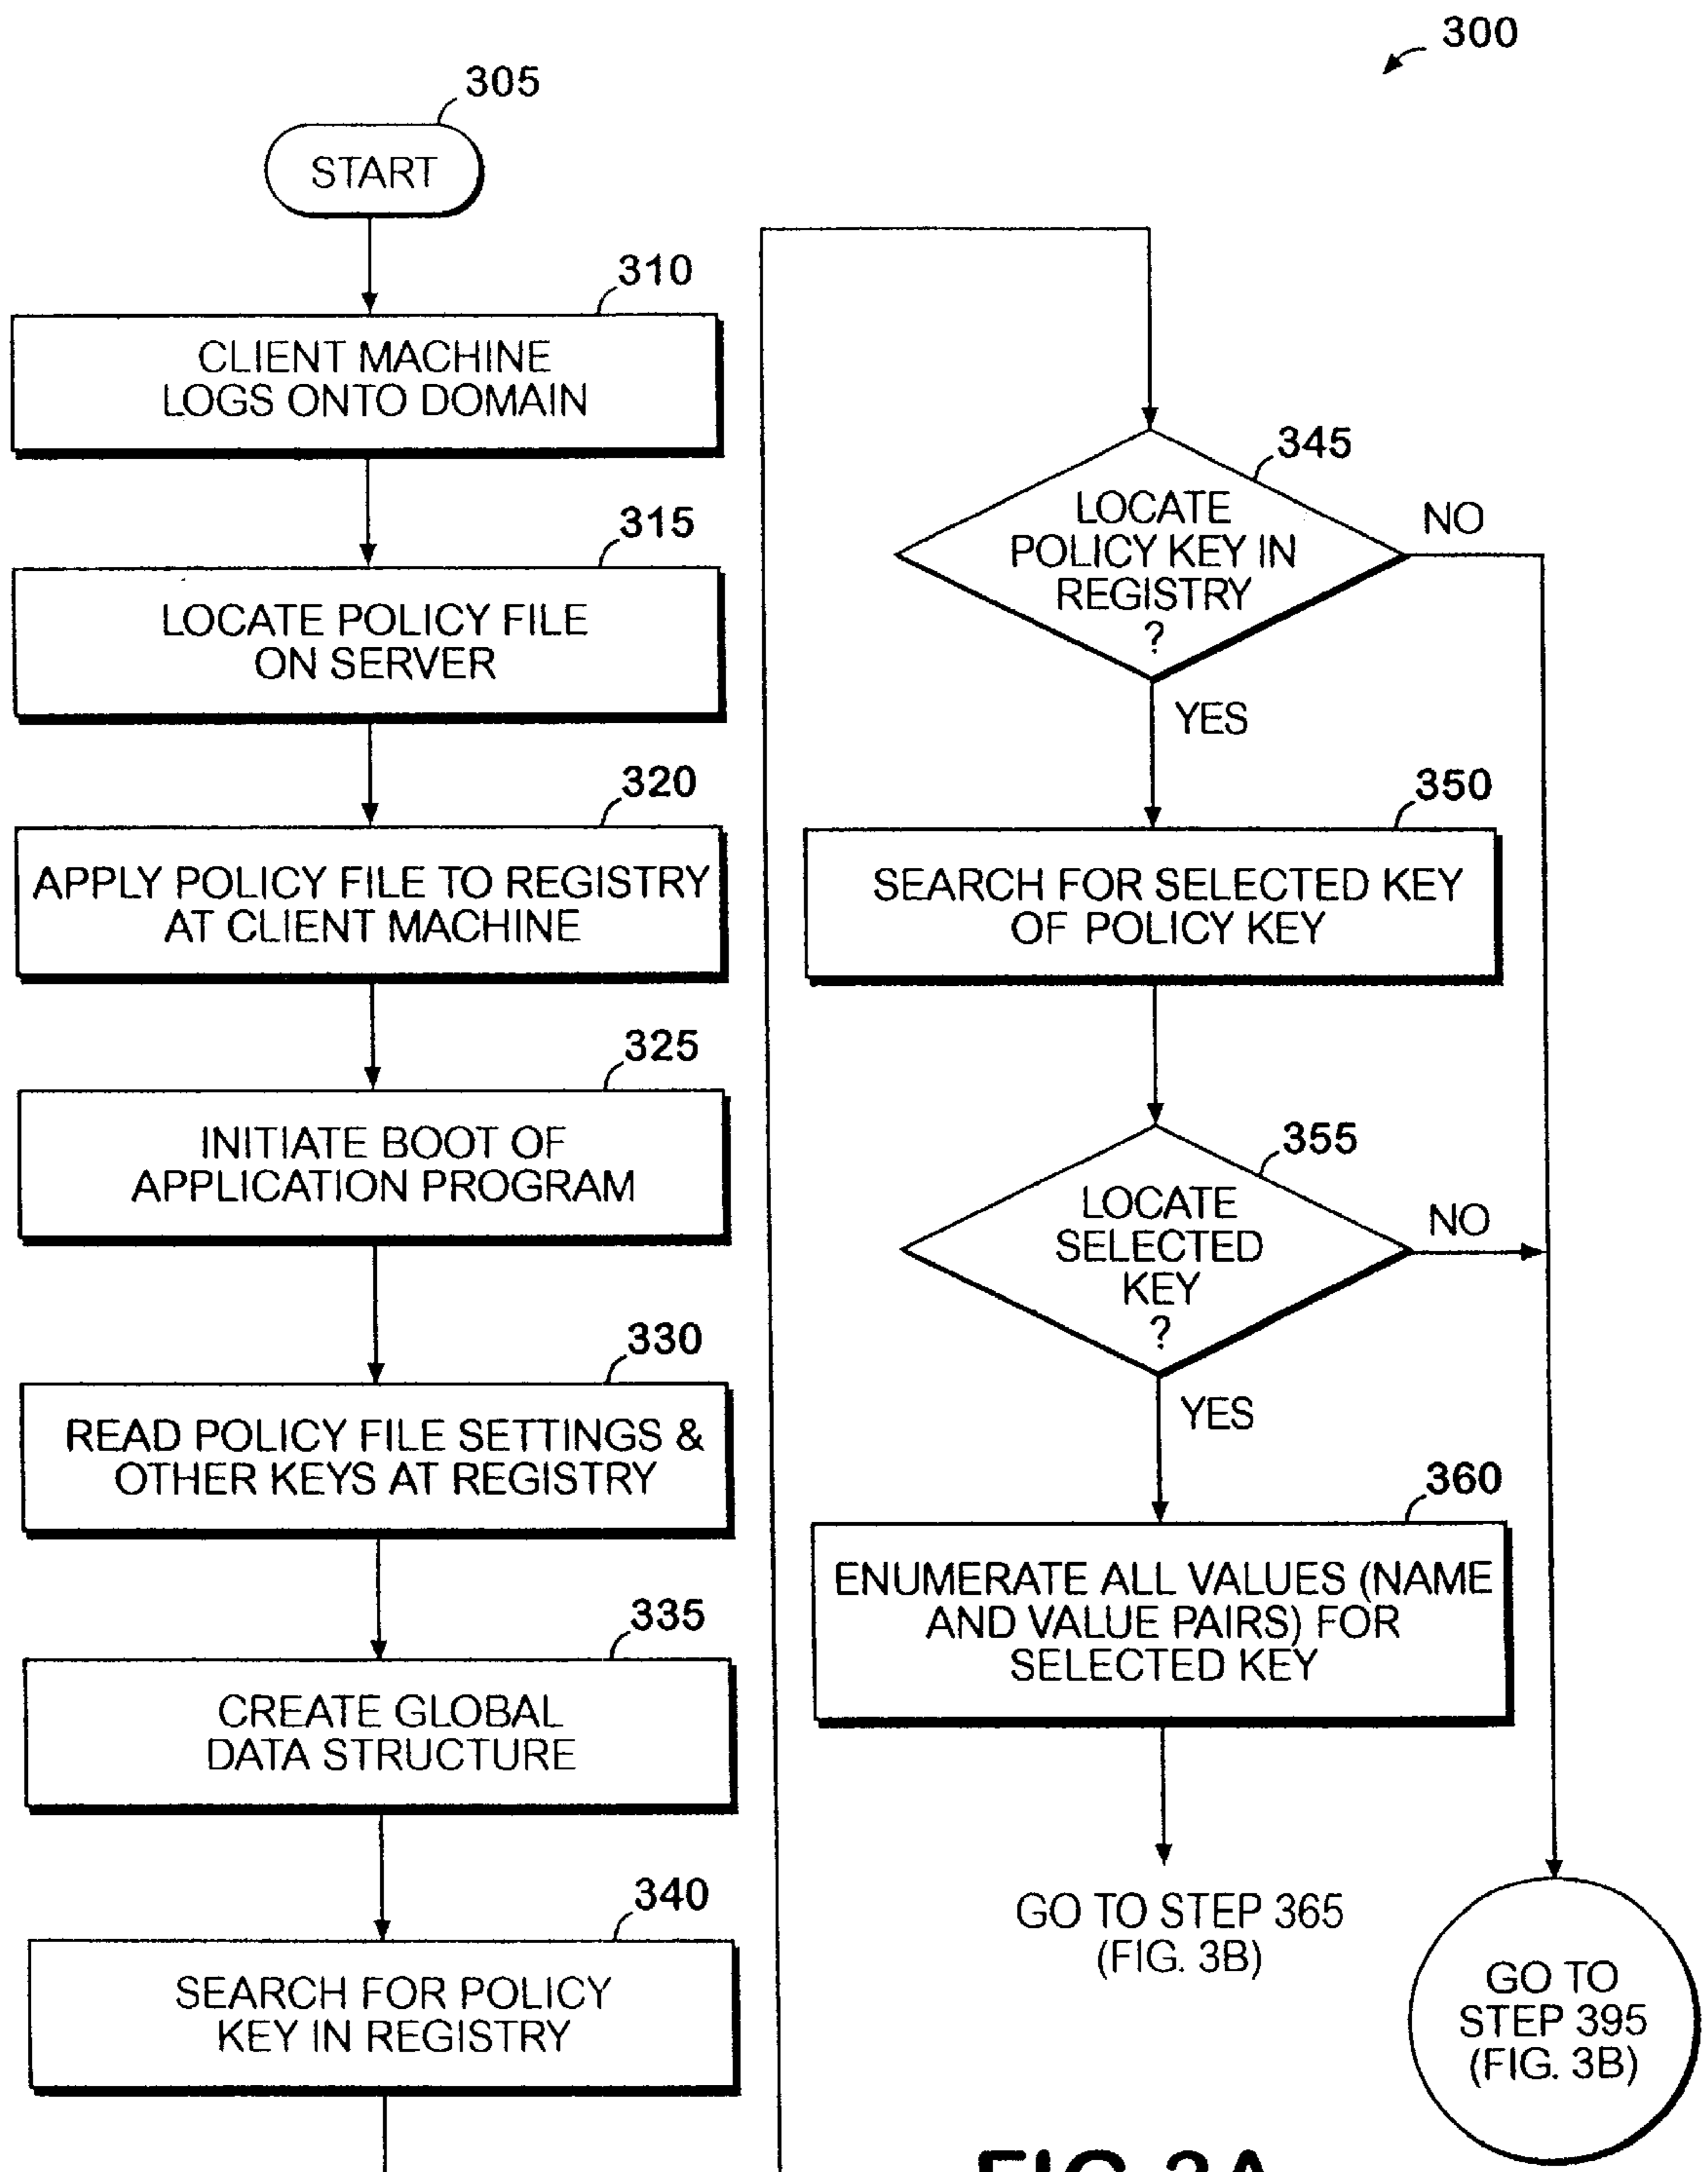 300
305
START
310
CLIENT MACHINE
LOGS ONTO DOMAIN
315
LOCATE POLICY FILE
ON SERVER
320
APPLY POLICY FILE TO REGISTRY
AT CLIENT MACHINE
325
INITIATE BOOT OF
APPLICATION PROGRAM
330
READ POLICY FILE SETTINGS &
OTHER KEYS AT REGISTRY
335
CREATE GLOBAL
DATA STRUCTURE
340
SEARCH FOR POLICY
KEY IN REGISTRY
345
LOCATE
POLICY KEY IN
REGISTRY
?
NO
YES
350
SEARCH FOR SELECTED KEY
OF POLICY KEY
355
LOCATE
SELECTED
KEY
?
NO
YES
360
ENUMERATE ALL VALUES (NAME
AND VALUE PAIRS) FOR
SELECTED KEY
GO TO STEP 365
(FIG. 3B)
GO TO
STEP 395
(FIG. 3B)
FIG 3A